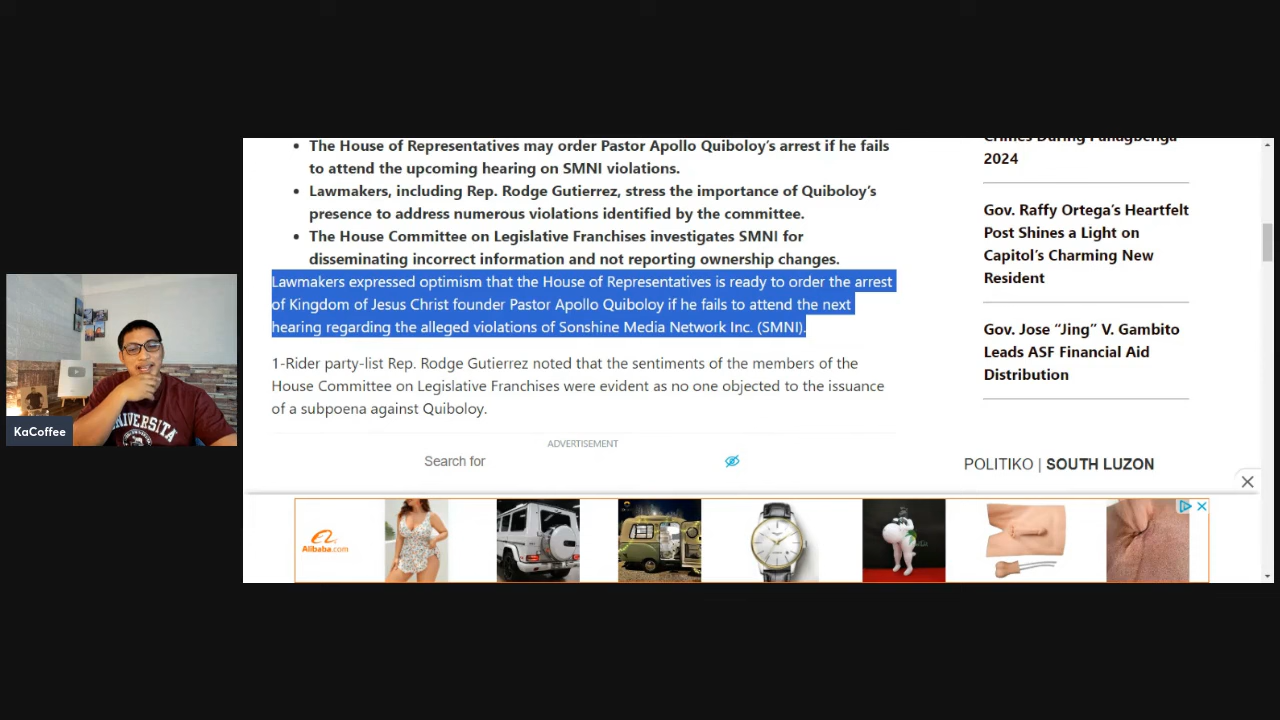 The House of Representatives may order Pastor Apollo Quiboloy’s arrest if he fails
to attend the upcoming hearing on SMNI violations.
Lawmakers, including Rep. Rodge Gutierrez, stress the importance of Quiboloy’s
presence to address numerous violations identified by the committee.
The House Committee on Legislative Franchises investigates SMNI for
disseminating incorrect information and not reporting ownership changes.
Lawmakers expressed optimism that the House of Representatives is ready to order the arrest
of Kingdom of Jesus Christ founder Pastor Apollo Quiboloy if he fails to attend the next
hearing regarding the alleged violations of Sonshine Media Network Inc. (SMNI).
1-Rider party-list Rep. Rodge Gutierrez noted that the sentiments of the members of the
House Committee on Legislative Franchises were evident as no one objected to the issuance
of a subpoena against Quiboloy.
ADVERTISEMENT
Search for
Crimes During Panagbenga
2024
Gov. Raffy Ortega’s Heartfelt
Post Shines a Light on
Capitol’s Charming New
Resident
Gov. Jose “Jing” V. Gambito
Leads ASF Financial Aid
Distribution
POLITIKO | SOUTH LUZON
Alibaba.com
KaCoffee